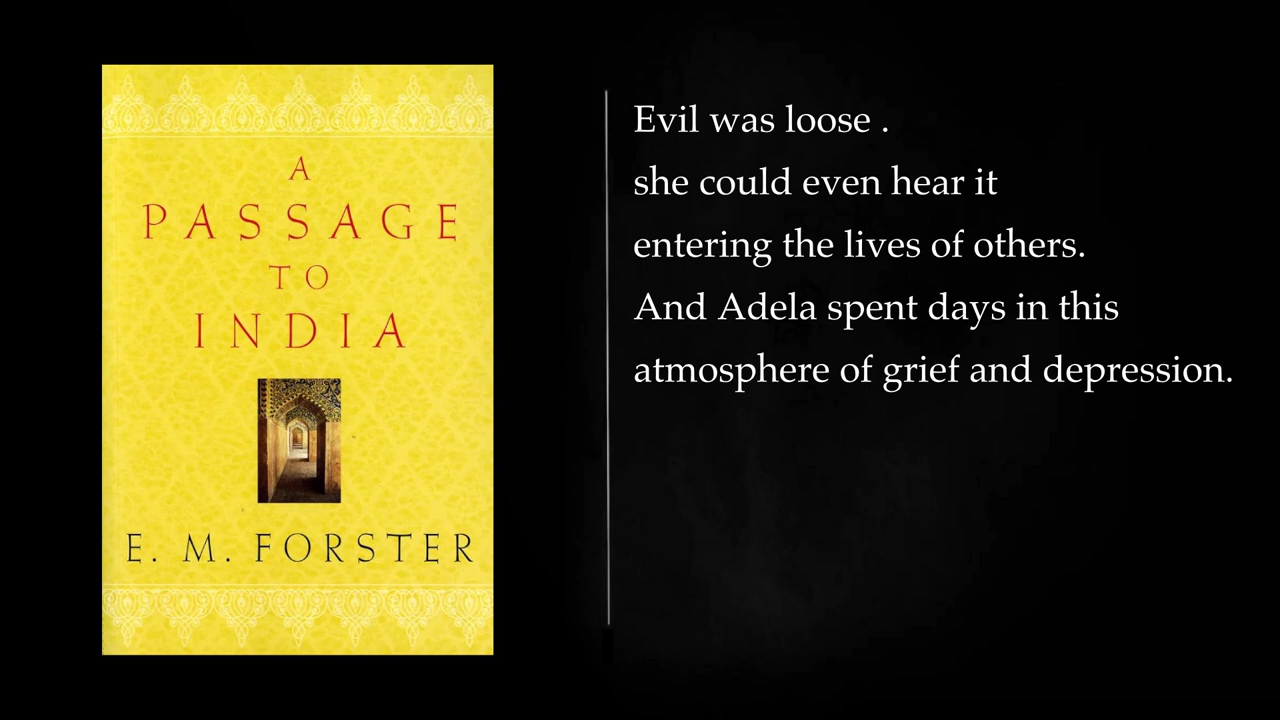 A
PASSAGE
TO
INDIA
E. M. FORSTER
Evil was loose .
she could even hear it
entering the lives of others.
And Adela spent days in this
atmosphere of grief and depression.